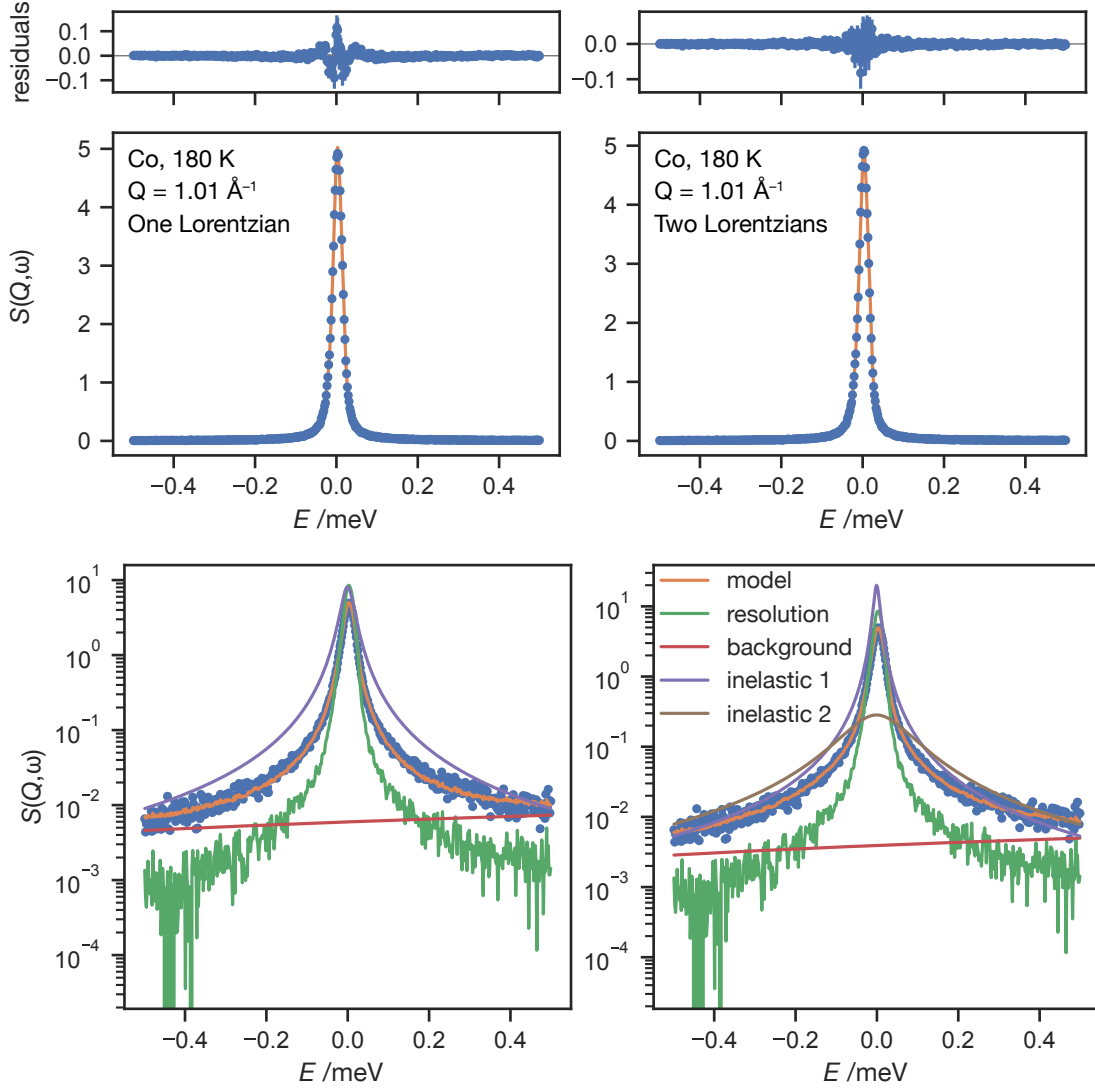 residuals
0.1
0.0
−0.1
0.0
−0.1
S(Q,ω)
5
4
3
2
1
0
Co, 180 K
Q = 1.01 Å⁻¹
One Lorentzian
−0.4 −0.2 0.0 0.2 0.4
E /meV
5
4
3
2
1
0
Co, 180 K
Q = 1.01 Å⁻¹
Two Lorentzians
−0.4 −0.2 0.0 0.2 0.4
E /meV
S(Q,ω)
10¹
10⁰
10⁻¹
10⁻²
10⁻³
10⁻⁴
−0.4 −0.2 0.0 0.2 0.4
E /meV
10¹
10⁰
10⁻¹
10⁻²
10⁻³
10⁻⁴
model
resolution
background
inelastic 1
inelastic 2
−0.4 −0.2 0.0 0.2 0.4
E /meV